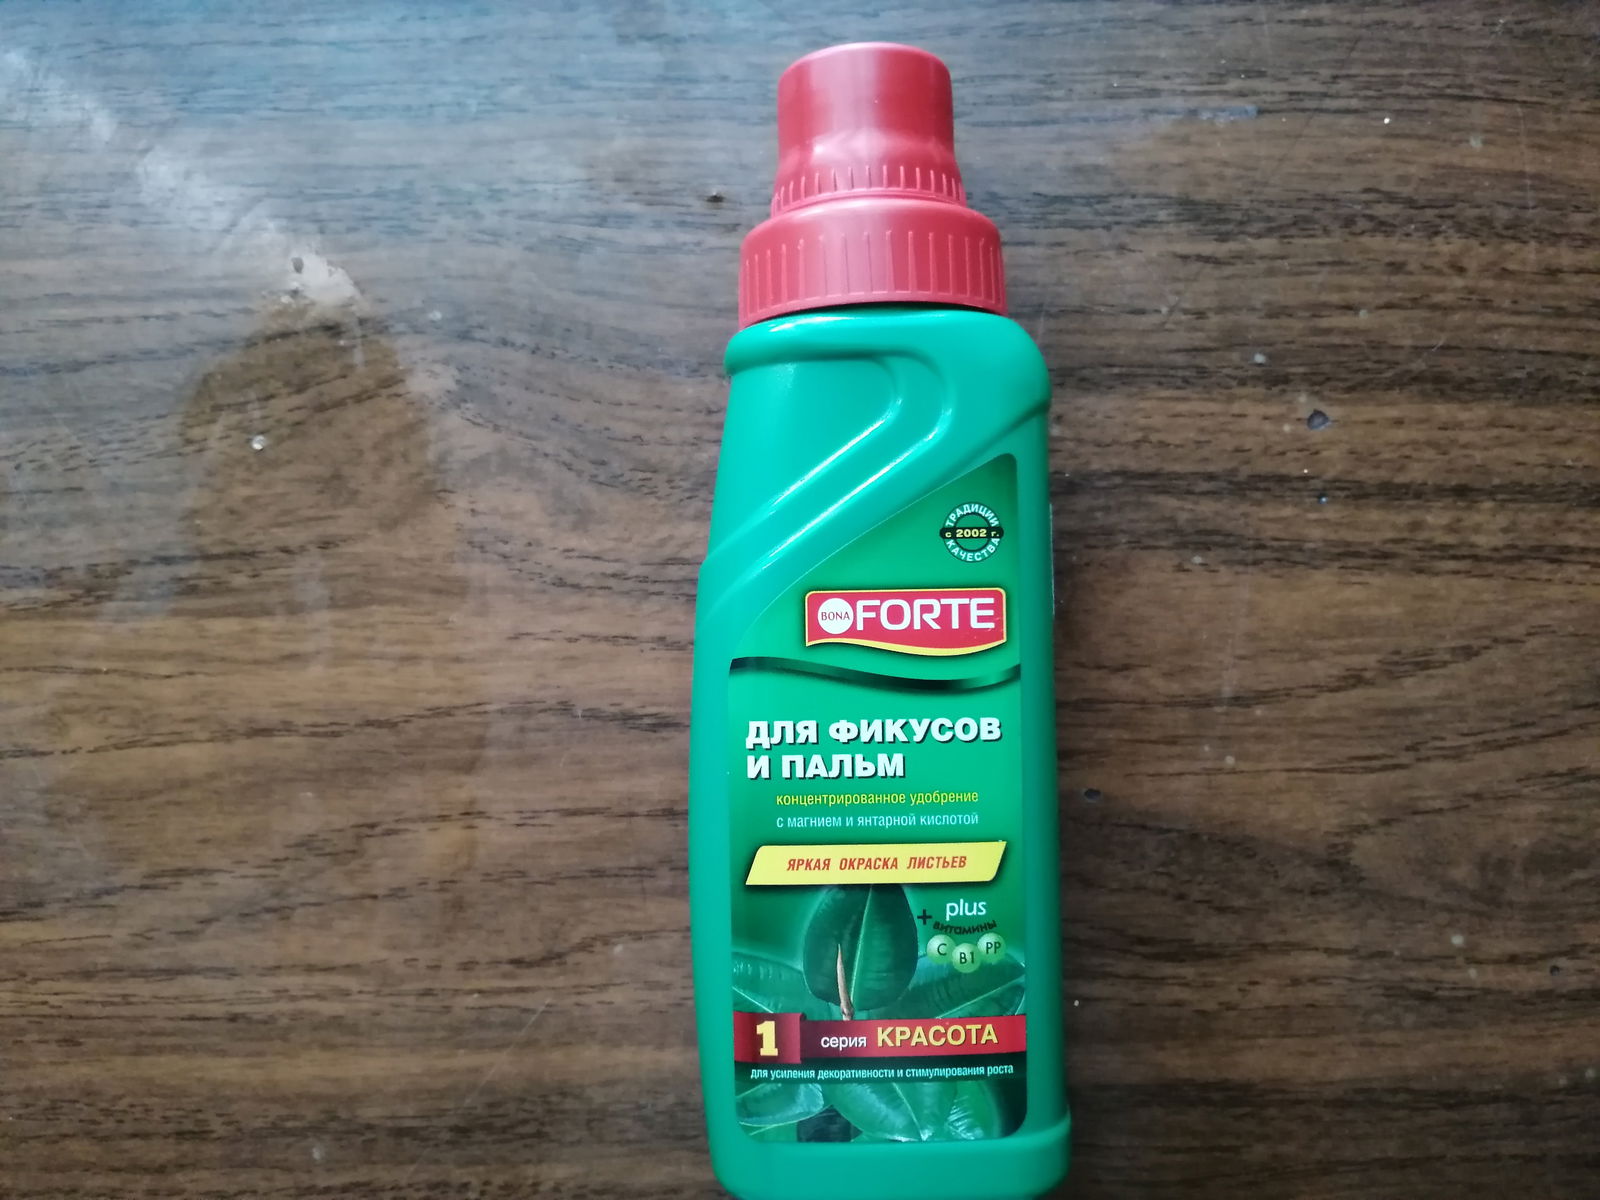 ТРАДИЦИИ
с 2002 г.
КАЧЕСТВА
BONA FORTE
ДЛЯ ФИКУСОВ
И ПАЛЬМ
концентрированное удобрение
с магнием и янтарной кислотой
ЯРКАЯ ОКРАСКА ЛИСТЬЕВ
+ plus
витамины
C B1 PP
1 серия КРАСОТА
для усиления декоративности и стимулирования роста